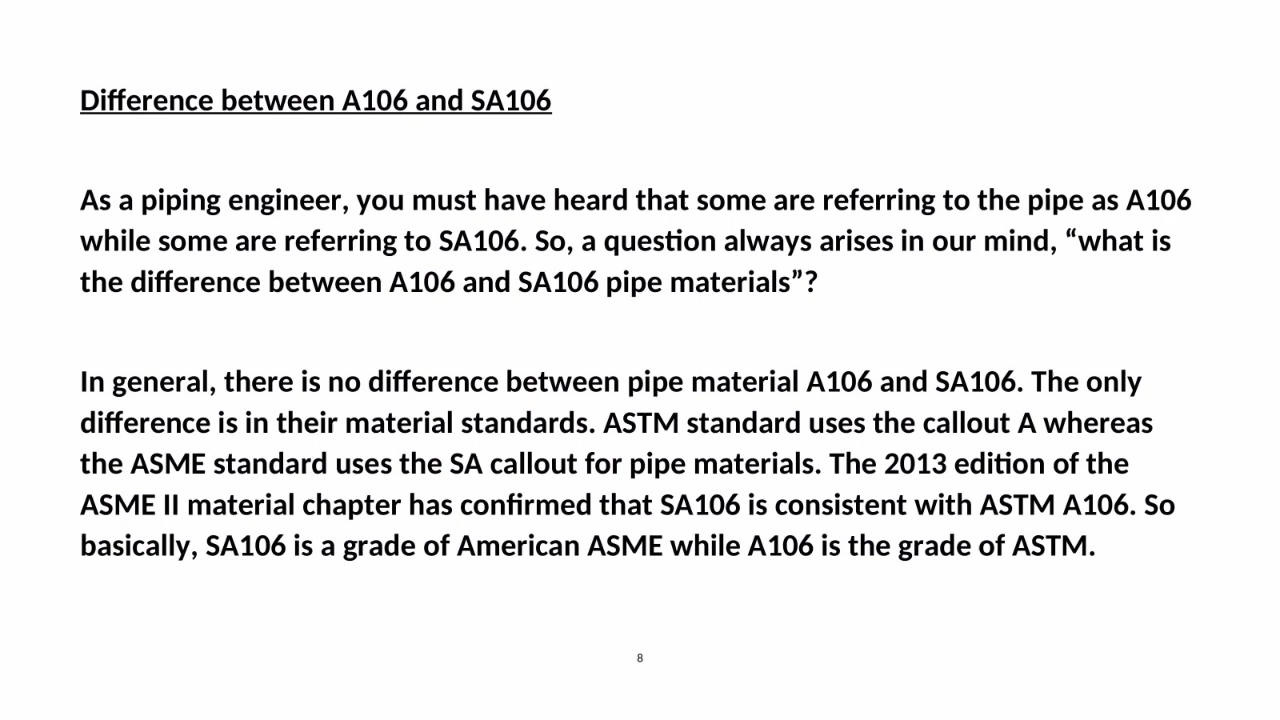 Difference between A106 and SA106
As a piping engineer, you must have heard that some are referring to the pipe as A106
while some are referring to SA106. So, a question always arises in our mind, “what is
the difference between A106 and SA106 pipe materials”?
In general, there is no difference between pipe material A106 and SA106. The only
difference is in their material standards. ASTM standard uses the callout A whereas
the ASME standard uses the SA callout for pipe materials. The 2013 edition of the
ASME II material chapter has confirmed that SA106 is consistent with ASTM A106. So
basically, SA106 is a grade of American ASME while A106 is the grade of ASTM.
8